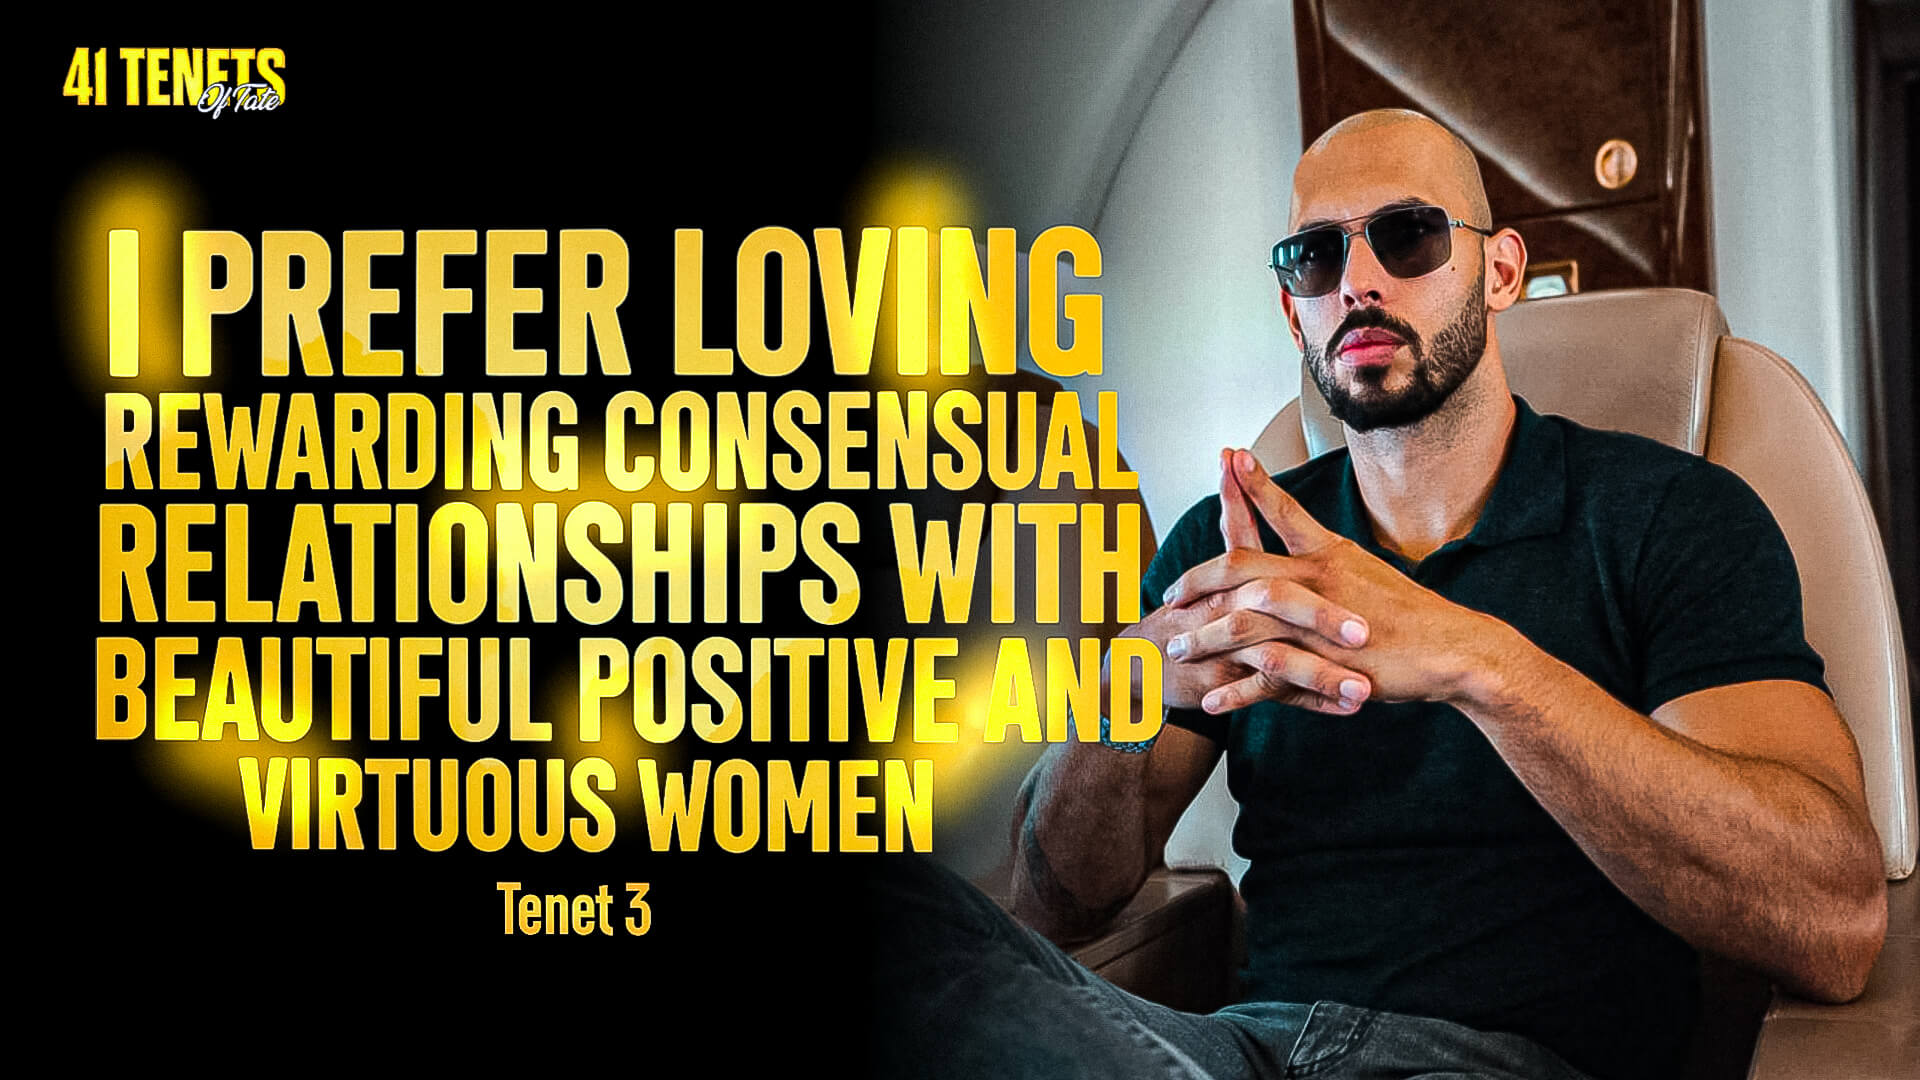 41 TENETS
Of Tate
I PREFER LOVING
REWARDING CONSENSUAL
RELATIONSHIPS WITH
BEAUTIFUL POSITIVE AND
VIRTUOUS WOMEN
Tenet 3